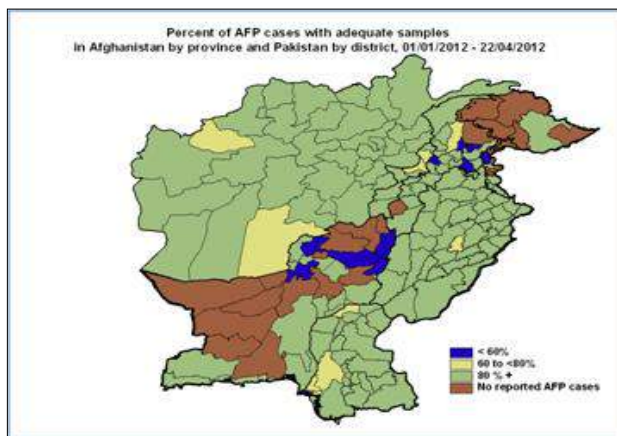 Percent of AFP cases with adequate samples
in Afghanistan by province and Pakistan by district, 01/01/2012 - 22/04/2012
< 60%
60 to <80%
80 % +
No reported AFP cases